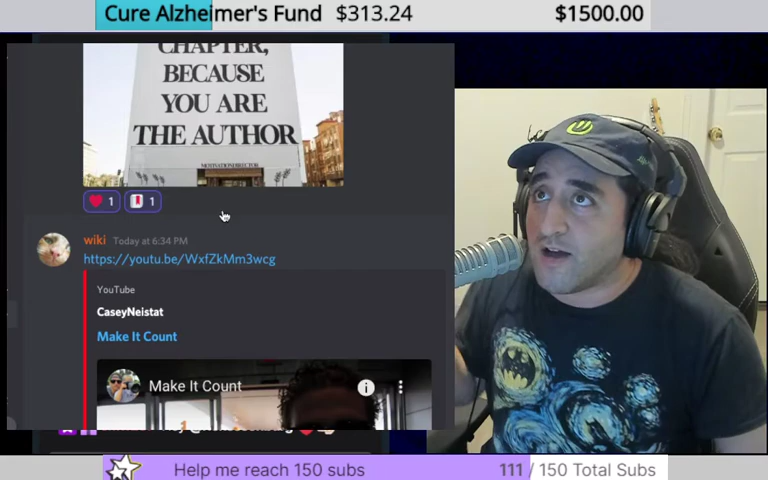 Cure Alzheimer's Fund $313.24 $1500.00
CHAPTER,
BECAUSE
YOU ARE
THE AUTHOR
MOTIVATIONDIRECTOR
1 1
wiki Today at 6:34 PM
https://youtu.be/WxfZkMm3wcg
YouTube
CaseyNeistat
Make It Count
Make It Count
Help me reach 150 subs 111 / 150 Total Subs